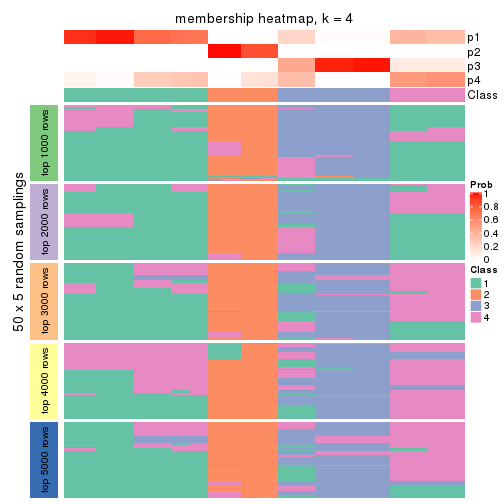 membership heatmap, k = 4
p1
p2
p3
p4
Class
50 x 5 random samplings
top 1000 rows
top 2000 rows
top 3000 rows
top 4000 rows
top 5000 rows
Prob
1
0.8
0.6
0.4
0.2
0
Class
1
2
3
4